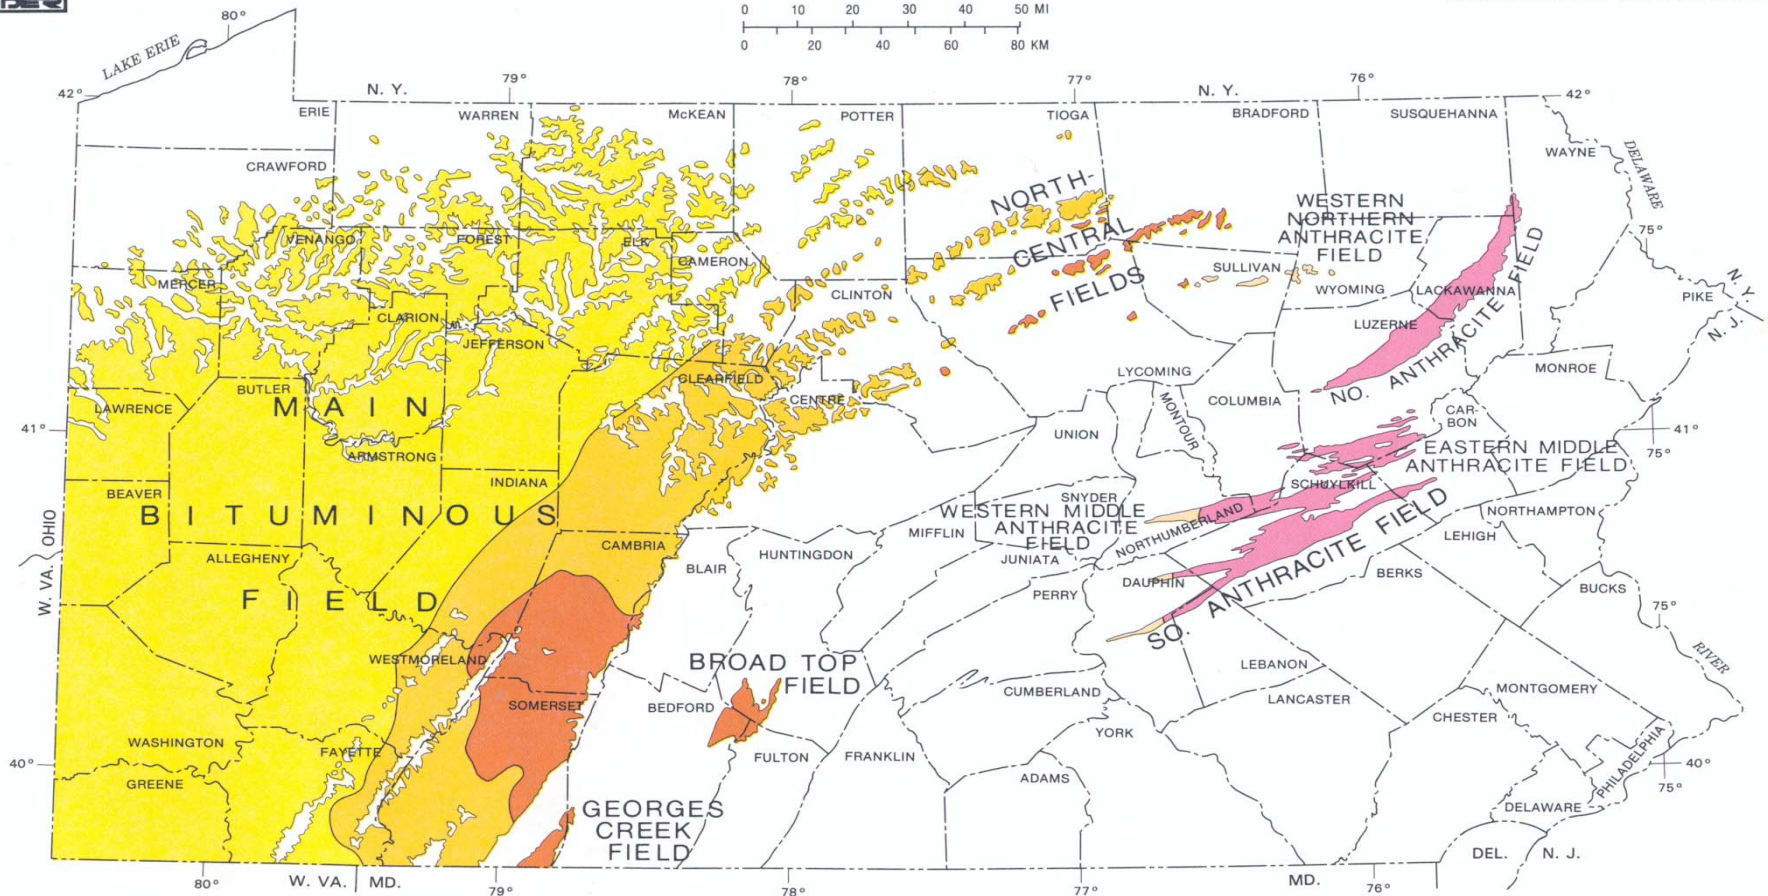 0 10 20 30 40 50 MI
0 20 40 60 80 KM
80°
LAKE ERIE
42°
N. Y.
79°
78°
77°
N. Y.
76°
42°
ERIE
WARREN
McKEAN
POTTER
TIOGA
BRADFORD
SUSQUEHANNA
WAYNE
DELAWARE
CRAWFORD
NORTH-
CENTRAL
FIELDS
WESTERN
NORTHERN
ANTHRACITE
FIELD
75°
VENANGO
FOREST
ELK
CAMERON
MERCER
CLINTON
SULLIVAN
WYOMING
LACKAWANNA
PIKE
N. Y.
N. J.
CLARION
JEFFERSON
LUZERNE
NO. ANTHRACITE FIELD
CLEARFIELD
CENTRE
LYCOMING
MONROE
BUTLER
LAWRENCE
MAIN
MONTOUR
COLUMBIA
CAR-
BON
41°
UNION
41°
75°
ARMSTRONG
EASTERN MIDDLE
ANTHRACITE FIELD
INDIANA
SCHUYLKILL
BEAVER
SNYDER
BITUMINOUS
WESTERN MIDDLE
ANTHRACITE
FIELD
NORTHUMBERLAND
NORTHAMPTON
OHIO
W. VA.
MIFFLIN
LEHIGH
CAMBRIA
HUNTINGDON
ALLEGHENY
BLAIR
JUNIATA
DAUPHIN
BERKS
BUCKS
PERRY
FIELD
SO. ANTHRACITE FIELD
75°
RIVER
WESTMORELAND
BROAD TOP
FIELD
LEBANON
CUMBERLAND
LANCASTER
MONTGOMERY
SOMERSET
BEDFORD
CHESTER
YORK
WASHINGTON
FAYETTE
FULTON
FRANKLIN
PHILADELPHIA
40°
40°
75°
GREENE
ADAMS
GEORGES
CREEK
FIELD
DELAWARE
DEL.
N. J.
80°
W. VA.
MD.
79°
78°
77°
MD.
76°